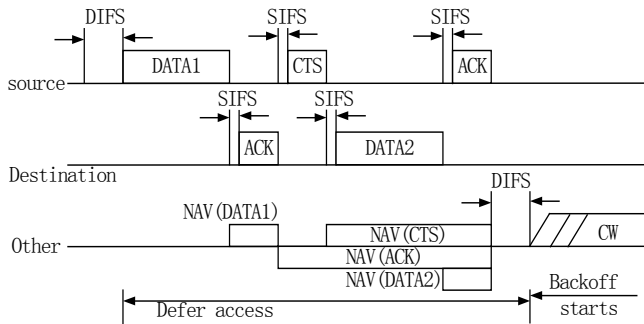 DIFS
SIFS
SIFS
DATA1
CTS
ACK
source
SIFS
SIFS
ACK
DATA2
Destination
DIFS
NAV(DATA1)
NAV(CTS)
CW
Other
NAV(ACK)
NAV(DATA2)
Defer access
Backoff
starts